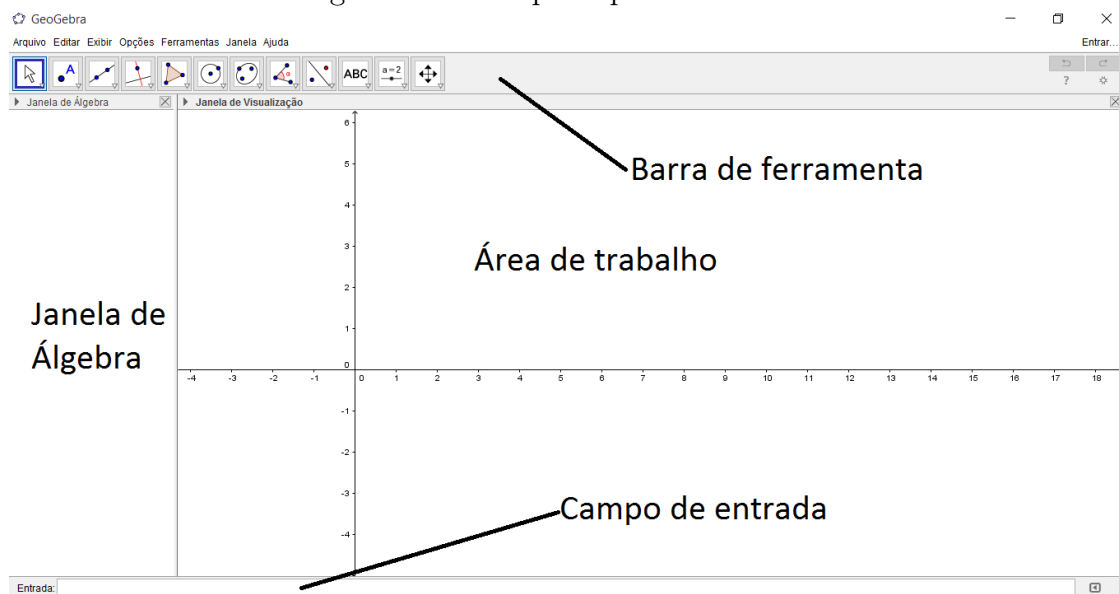 GeoGebra
Arquivo Editar Exibir Opções Ferramentas Janela Ajuda
Entrar...
A
α
ABC
a=2
?
Janela de Álgebra
Janela de Visualização
Barra de ferramenta
Área de trabalho
Janela de
Álgebra
6
5
4
3
2
1
0
-4 -3 -2 -1 0 1 2 3 4 5 6 7 8 9 10 11 12 13 14 15 16 17 18
-1
-2
-3
-4
Campo de entrada
Entrada: